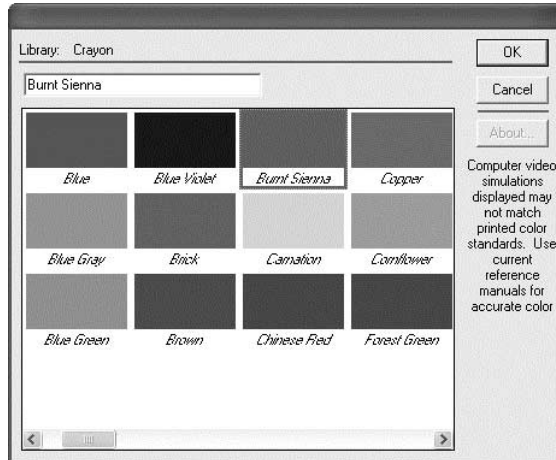 Library: Crayon
OK
Burnt Sienna
Cancel
About...
Blue Blue Violet Burnt Sienna Copper
Blue Gray Brick Carnation Cornflower
Blue Green Brown Chinese Red Forest Green
Computer video
simulations
displayed may
not match
printed color
standards. Use
current
reference
manuals for
accurate color